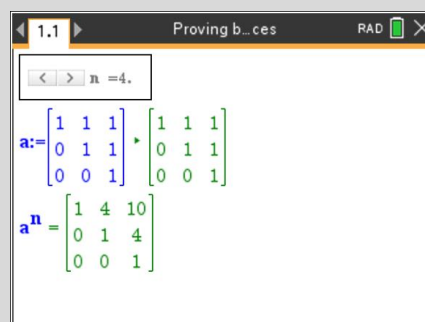 1.1 Proving b...ces RAD
< > n =4.
a:=[1 1 1; 0 1 1; 0 0 1] ▸ [1 1 1; 0 1 1; 0 0 1]
aⁿ = [1 4 10; 0 1 4; 0 0 1]